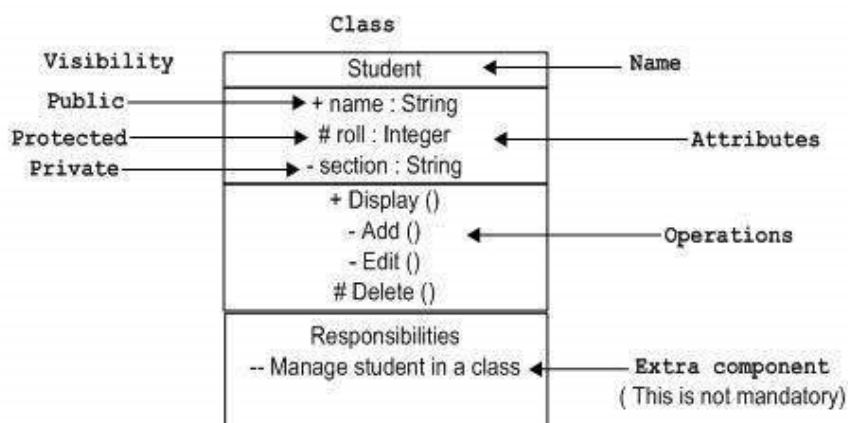 Class
Visibility
Student
Name
Public
+ name : String
Protected
# roll : Integer
Attributes
Private
- section : String
+ Display ()
- Add ()
Operations
- Edit ()
# Delete ()
Responsibilities
-- Manage student in a class
Extra component
( This is not mandatory)